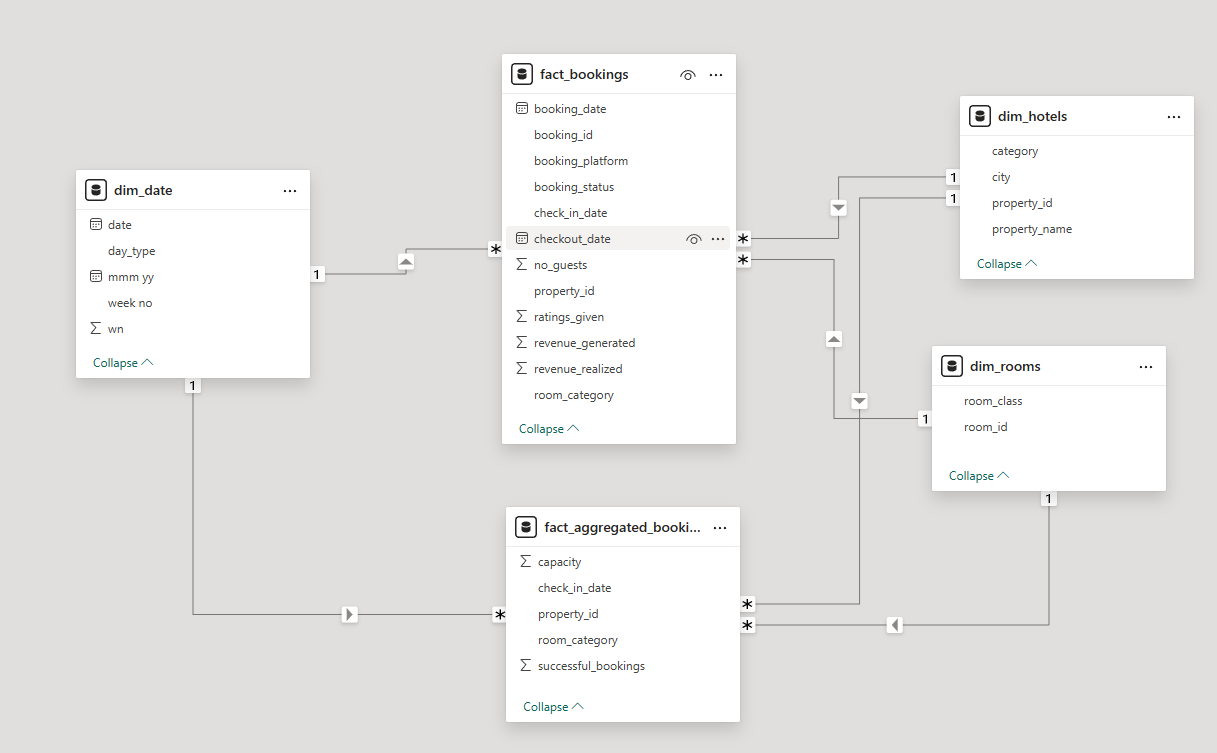 fact_bookings
booking_date
booking_id
booking_platform
booking_status
check_in_date
checkout_date
no_guests
property_id
ratings_given
revenue_generated
revenue_realized
room_category
Collapse
dim_hotels
category
city
property_id
property_name
Collapse
dim_date
date
day_type
mmm yy
week no
wn
Collapse
dim_rooms
room_class
room_id
Collapse
fact_aggregated_booki...
capacity
check_in_date
property_id
room_category
successful_bookings
Collapse
1
*
1
*
1
*
1
*
1
*
1
*